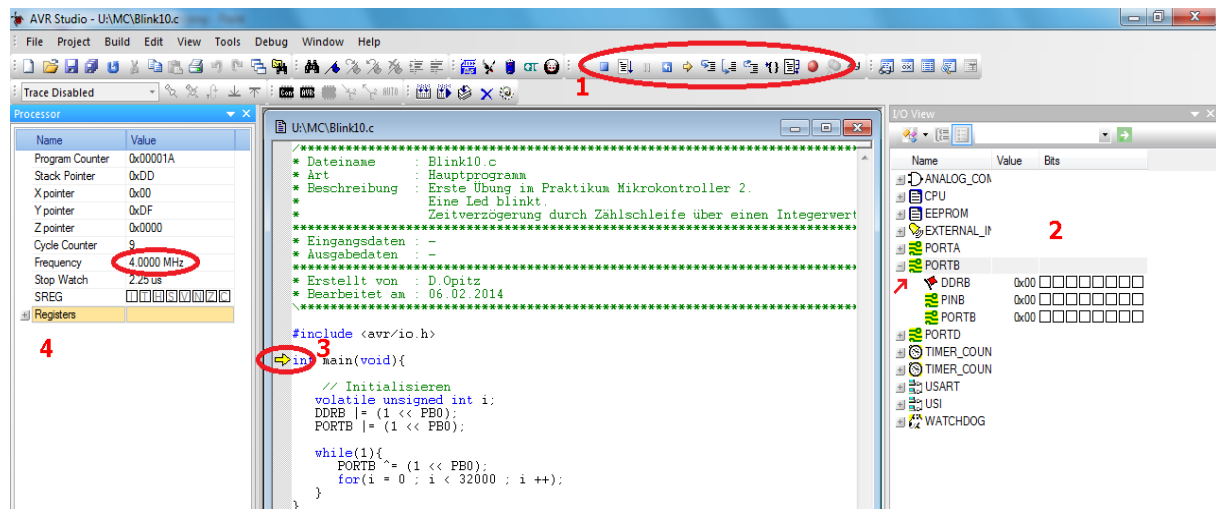 AVR Studio - U:\MC\Blink10.c
File Project Build Edit View Tools Debug Window Help
1
Trace Disabled
Con AVR AUTO
Processor
Name Value
Program Counter 0x00001A
Stack Pointer 0xDD
X pointer 0x00
Y pointer 0xDF
Z pointer 0x0000
Cycle Counter 9
Frequency 4.0000 MHz
Stop Watch 2.25 us
SREG I T H S V N Z C
Registers
4
U:\MC\Blink10.c
/************************************************************
* Dateiname : Blink10.c
* Art : Hauptprogramm
* Beschreibung : Erste Übung im Praktikum Mikrokontroller 2.
* Eine Led blinkt.
* Zeitverzögerung durch Zählschleife über einen Integerwert
*************************************************************
* Eingangsdaten : -
* Ausgabedaten : -
*************************************************************
* Erstellt von : D.Opitz
* Bearbeitet am : 06.02.2014
\************************************************************
#include <avr/io.h>
3
int main(void){
// Initialisieren
volatile unsigned int i;
DDRB |= (1 << PB0);
PORTB |= (1 << PB0);
while(1){
PORTB ^= (1 << PB0);
for(i = 0 ; i < 32000 ; i ++);
}
}
I/O View
Name Value Bits
ANALOG_COM
CPU
EEPROM
EXTERNAL_IN
2
PORTA
PORTB
DDRB 0x00
PINB 0x00
PORTB 0x00
PORTD
TIMER_COUN
TIMER_COUN
USART
USI
WATCHDOG